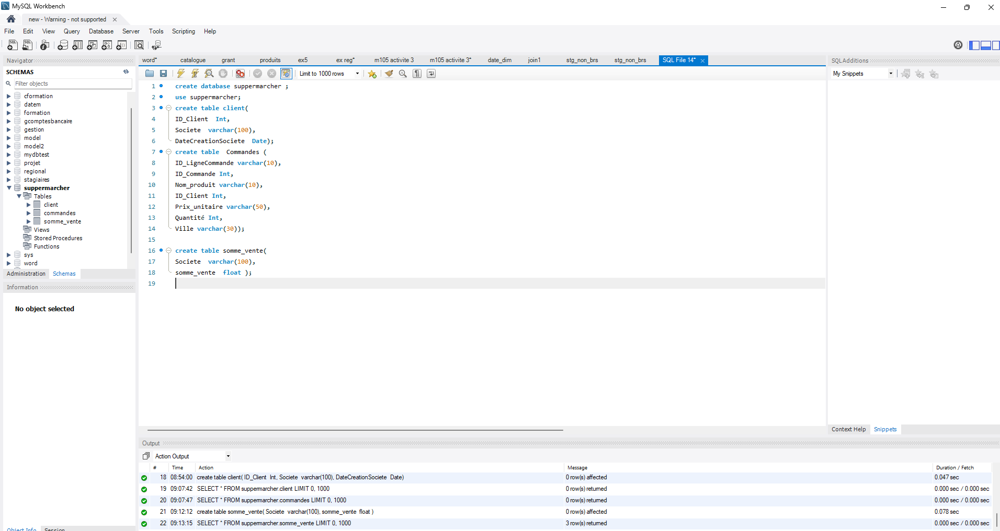 MySQL Workbench
new - Warning - not supported
File Edit View Query Database Server Tools Scripting Help
Navigator
SCHEMAS
Filter objects
cformation
datem
formation
gcomptesbancaire
gestion
model
model2
mydbtest
projet
regional
stagiaires
suppermarcher
Tables
client
commandes
somme_vente
Views
Stored Procedures
Functions
sys
word
Administration Schemas
Information
No object selected
Object Info Session
word* catalogue grant produits ex5 ex reg* m105 activite 3 m105 activite 3* date_dim join1 stg_non_brs stg_non_brs SQL File 14*
Limit to 1000 rows
1 create database suppermarcher ;
2 use suppermarcher;
3 create table client(
4 ID_Client  Int,
5 Societe  varchar(100),
6 DateCreationSociete  Date);
7 create table  Commandes (
8 ID_LigneCommande varchar(10),
9 ID_Commande Int,
10 Nom_produit varchar(10),
11 ID_Client Int,
12 Prix_unitaire varchar(50),
13 Quantité Int,
14 Ville varchar(30));
15
16 create table somme_vente(
17 Societe  varchar(100),
18 somme_vente  float );
19
SQLAdditions
My Snippets
Context Help Snippets
Output
Action Output
# Time Action Message Duration / Fetch
18 08:54:00 create table client( ID_Client  Int, Societe  varchar(100), DateCreationSociete  Date) 0 row(s) affected 0.047 sec
19 09:07:42 SELECT * FROM suppermarcher.client LIMIT 0, 1000 0 row(s) returned 0.000 sec / 0.000 sec
20 09:07:47 SELECT * FROM suppermarcher.commandes LIMIT 0, 1000 0 row(s) returned 0.000 sec / 0.000 sec
21 09:12:12 create table somme_vente( Societe  varchar(100), somme_vente  float ) 0 row(s) affected 0.078 sec
22 09:13:15 SELECT * FROM suppermarcher.somme_vente LIMIT 0, 1000 3 row(s) returned 0.000 sec / 0.000 sec